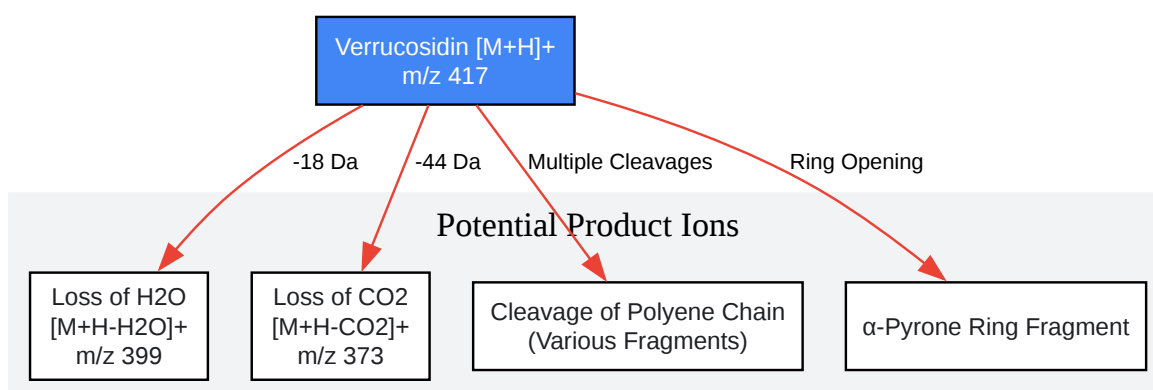 Verrucosidin [M+H]+
m/z 417
-18 Da
-44 Da
Multiple Cleavages
Ring Opening
Potential Product Ions
Loss of H2O
[M+H-H2O]+
m/z 399
Loss of CO2
[M+H-CO2]+
m/z 373
Cleavage of Polyene Chain
(Various Fragments)
α-Pyrone Ring Fragment